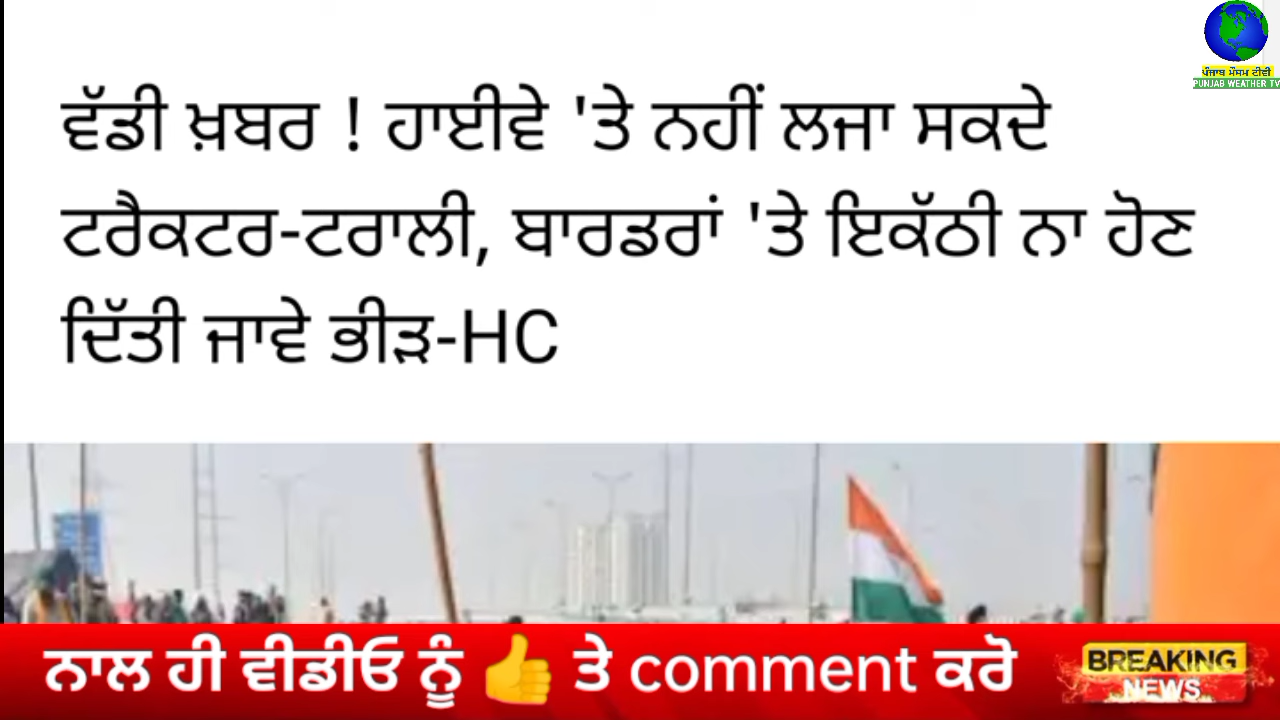 ਪੰਜਾਬ ਮੌਸਮ ਟੀਵੀ
PUNJAB WEATHER TV
ਵੱਡੀ ਖ਼ਬਰ ! ਹਾਈਵੇ 'ਤੇ ਨਹੀਂ ਲਜਾ ਸਕਦੇ
ਟਰੈਕਟਰ-ਟਰਾਲੀ, ਬਾਰਡਰਾਂ 'ਤੇ ਇਕੱਠੀ ਨਾ ਹੋਣ
ਦਿੱਤੀ ਜਾਵੇ ਭੀੜ-HC
ਨਾਲ ਹੀ ਵੀਡੀਓ ਨੂੰ 👍 ਤੇ comment ਕਰੋ
BREAKING
NEWS